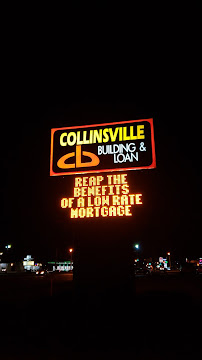 COLLINSVILLE
cb BUILDING &
LOAN
REAP THE
BENEFITS
OF A LOW RATE
MORTGAGE